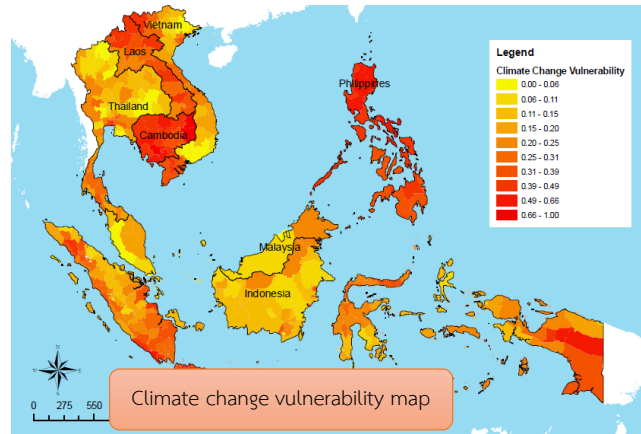 Vietnam
Laos
Thailand
Cambodia
Philippines
Malaysia
Indonesia
Legend
Climate Change Vulnerability
0.00 - 0.06
0.06 - 0.11
0.11 - 0.15
0.15 - 0.20
0.20 - 0.25
0.25 - 0.31
0.31 - 0.39
0.39 - 0.49
0.49 - 0.66
0.66 - 1.00
0 275 550
Climate change vulnerability map